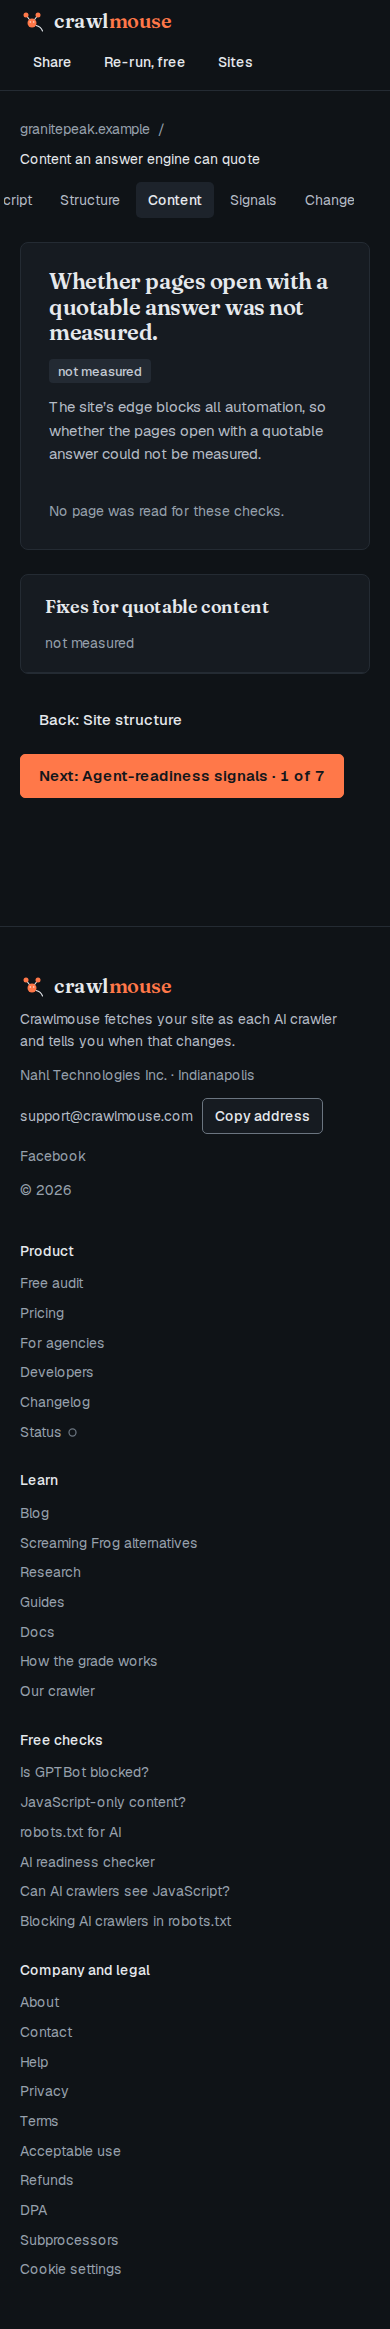 crawlmouse
Share Re-run, free Sites
granitepeak.example /
Content an answer engine can quote
cript Structure Content Signals Change
Whether pages open with a
quotable answer was not
measured.
not measured
The site's edge blocks all automation, so
whether the pages open with a quotable
answer could not be measured.
No page was read for these checks.
Fixes for quotable content
not measured
Back: Site structure
Next: Agent-readiness signals · 1 of 7
crawlmouse
Crawlmouse fetches your site as each AI crawler
and tells you when that changes.
Nahl Technologies Inc. · Indianapolis
support@crawlmouse.com Copy address
Facebook
© 2026
Product
Free audit
Pricing
For agencies
Developers
Changelog
Status
Learn
Blog
Screaming Frog alternatives
Research
Guides
Docs
How the grade works
Our crawler
Free checks
Is GPTBot blocked?
JavaScript-only content?
robots.txt for AI
AI readiness checker
Can AI crawlers see JavaScript?
Blocking AI crawlers in robots.txt
Company and legal
About
Contact
Help
Privacy
Terms
Acceptable use
Refunds
DPA
Subprocessors
Cookie settings